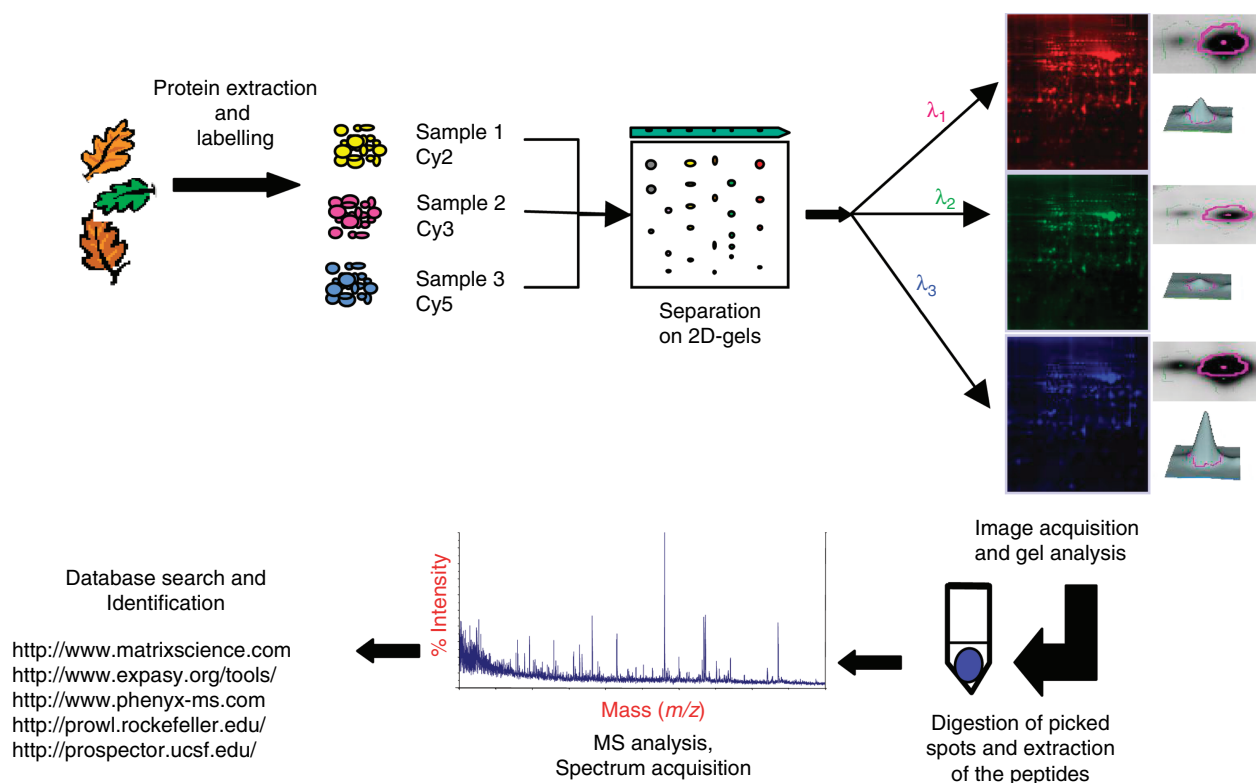 Protein extraction
and
labelling
Sample 1
Cy2
Sample 2
Cy3
Sample 3
Cy5
Separation
on 2D-gels
λ1
λ2
λ3
Image acquisition
and gel analysis
Digestion of picked
spots and extraction
of the peptides
% Intensity
Mass (m/z)
MS analysis,
Spectrum acquisition
Database search and
Identification
http://www.matrixscience.com
http://www.expasy.org/tools/
http://www.phenyx-ms.com
http://prowl.rockefeller.edu/
http://prospector.ucsf.edu/